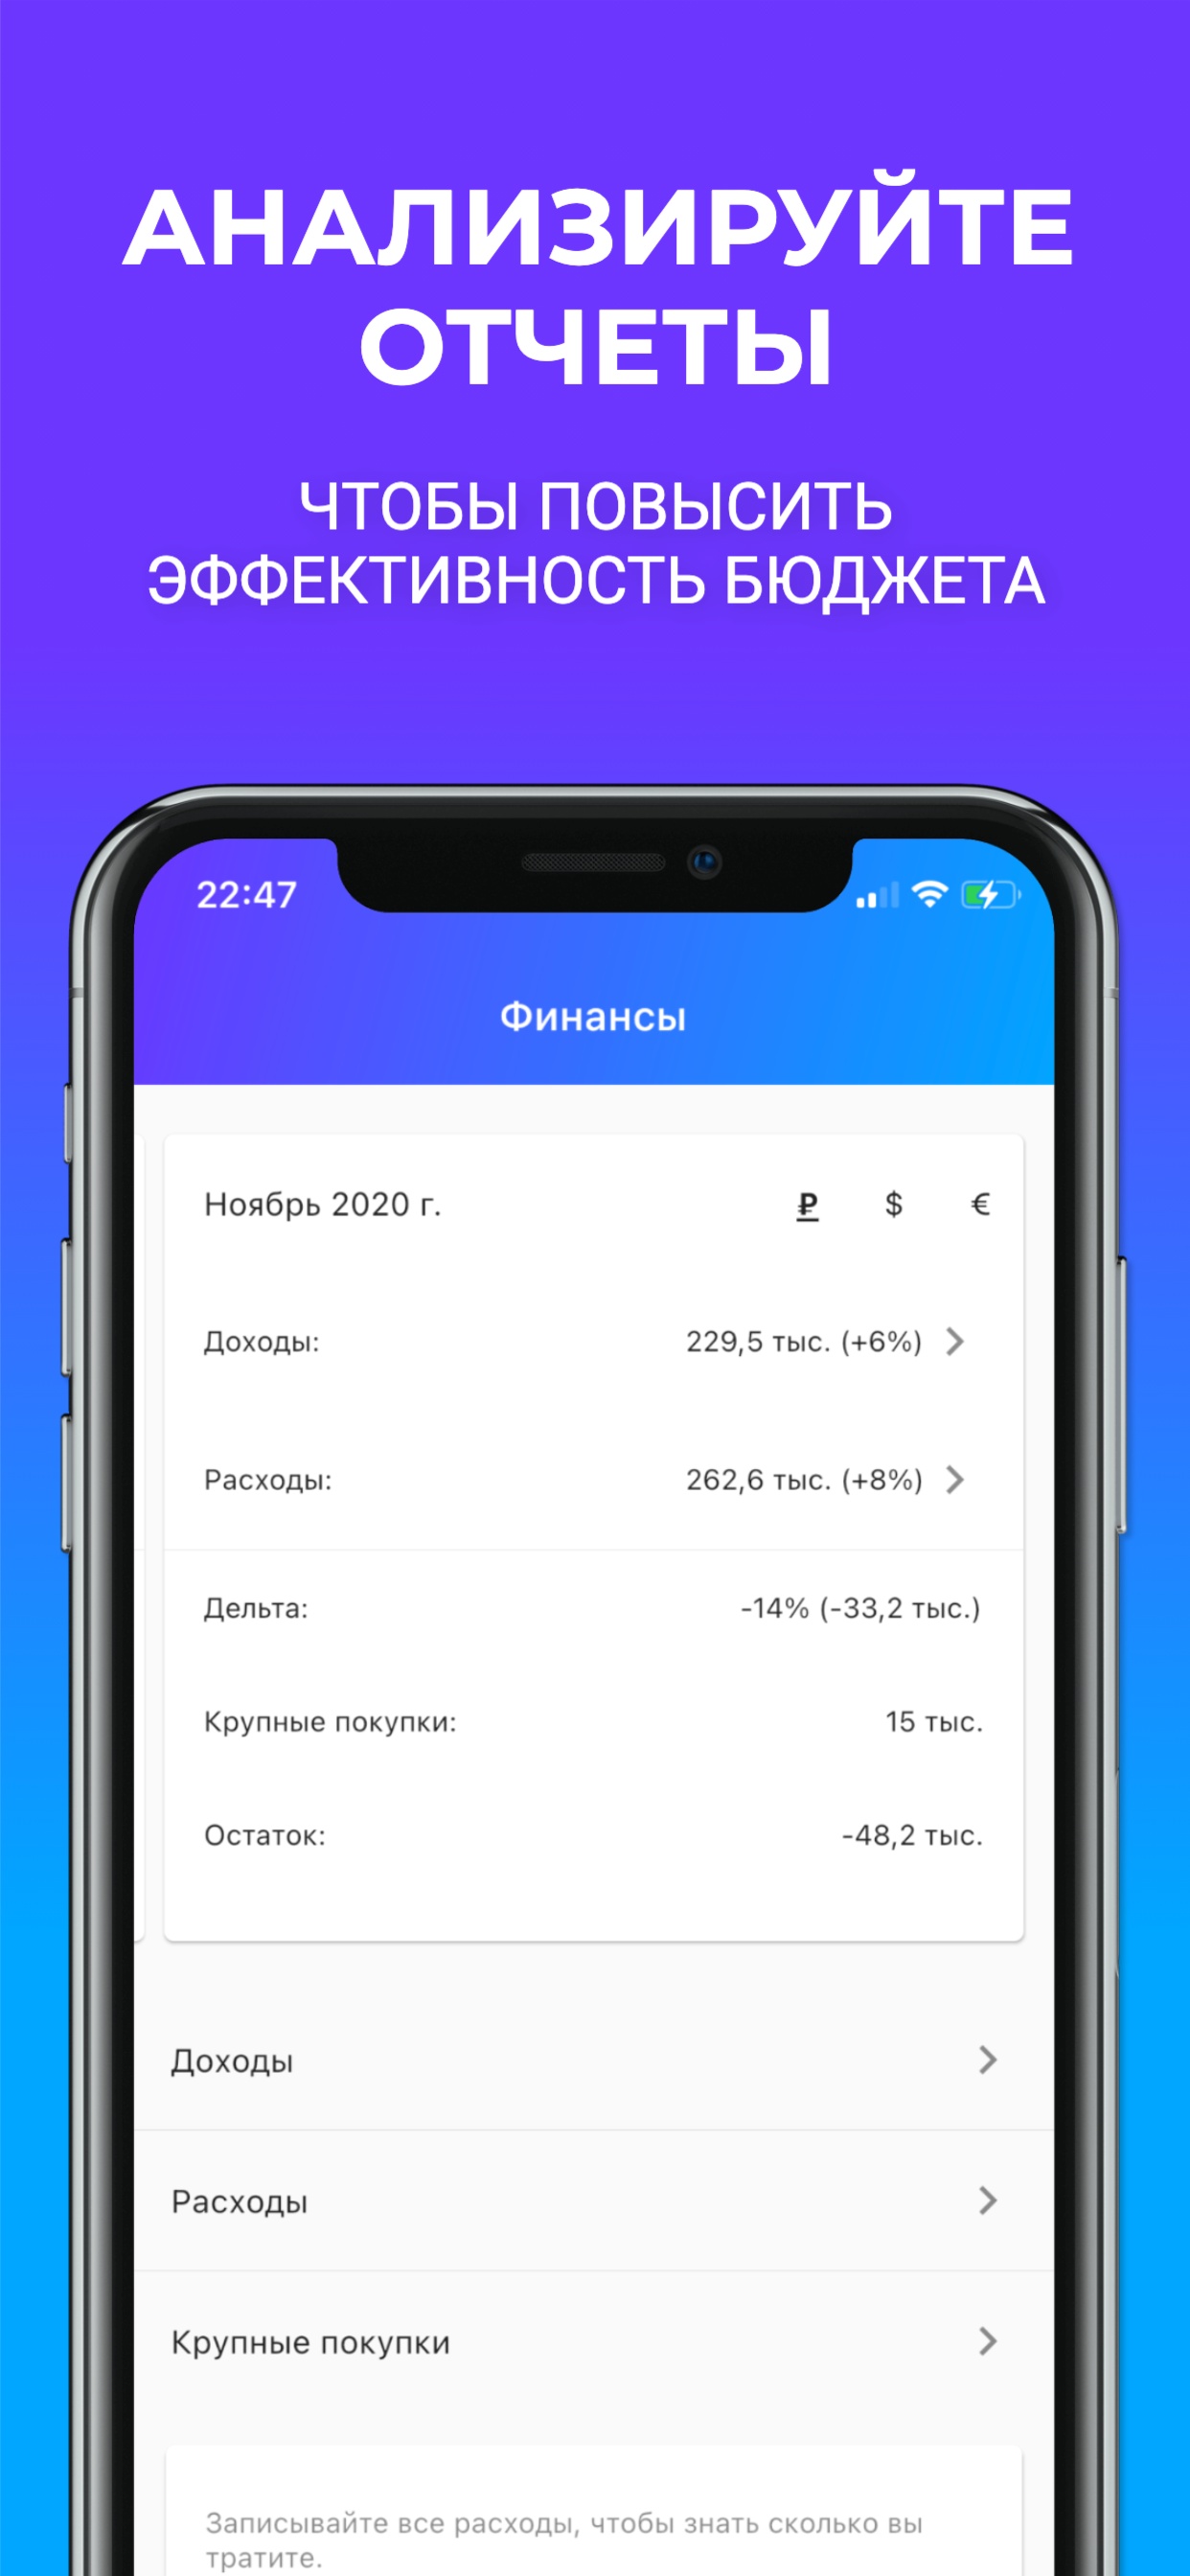 АНАЛИЗИРУЙТЕ
ОТЧЕТЫ
ЧТОБЫ ПОВЫСИТЬ
ЭФФЕКТИВНОСТЬ БЮДЖЕТА
22:47
Финансы
Ноябрь 2020 г. ₽ $ €
Доходы: 229,5 тыс. (+6%)
Расходы: 262,6 тыс. (+8%)
Дельта: -14% (-33,2 тыс.)
Крупные покупки: 15 тыс.
Остаток: -48,2 тыс.
Доходы
Расходы
Крупные покупки
Записывайте все расходы, чтобы знать сколько вы
тратите.